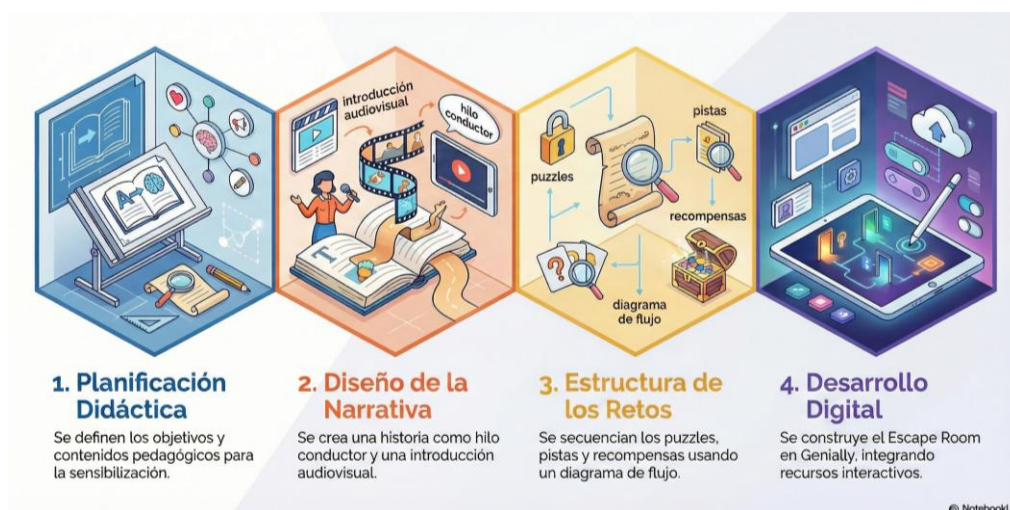 introducción
audiovisual
hilo
conductor
puzzles
pistas
recompensas
diagrama
de flujo
1. Planificación
Didáctica
Se definen los objetivos y
contenidos pedagógicos para
la sensibilización.
2. Diseño de la
Narrativa
Se crea una historia como hilo
conductor y una introducción
audiovisual.
3. Estructura de
los Retos
Se secuencian los puzzles,
pistas y recompensas usando
un diagrama de flujo.
4. Desarrollo
Digital
Se construye el Escape Room
en Genially, integrando
recursos interactivos.